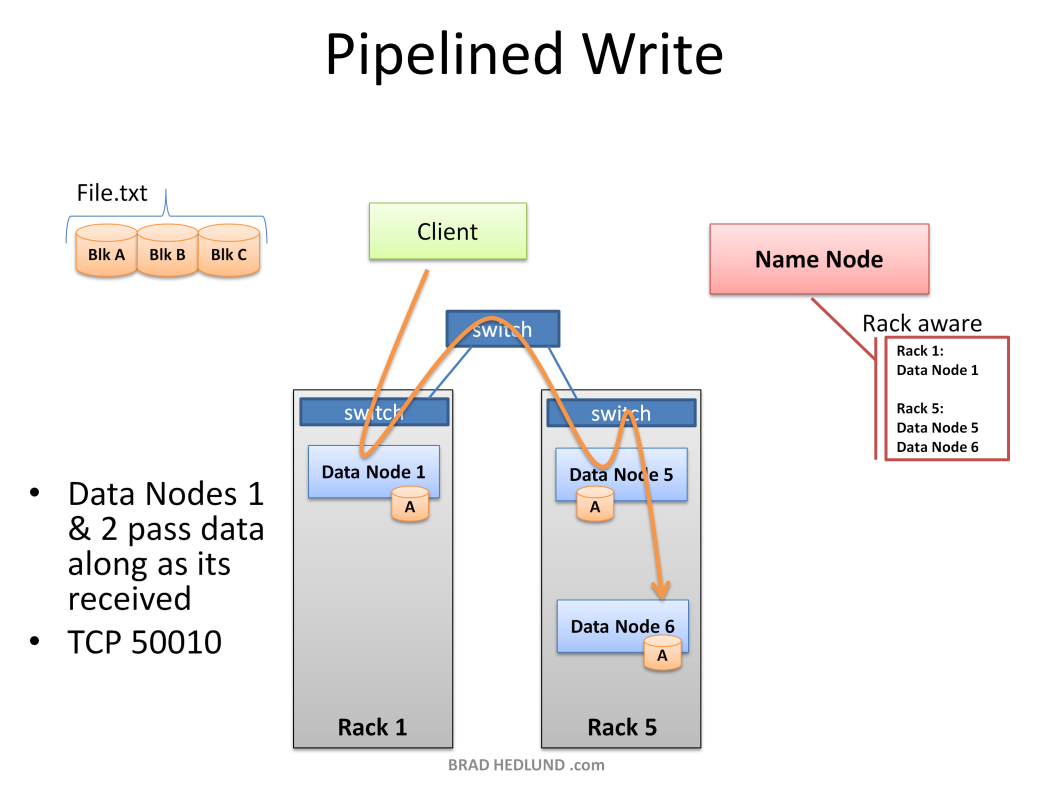 Pipelined Write
File.txt
Blk A
Blk B
Blk C
Client
Name Node
switch
Rack aware
Rack 1:
Data Node 1
Rack 5:
Data Node 5
Data Node 6
switch
switch
Data Node 1
A
Data Node 5
A
• Data Nodes 1
& 2 pass data
along as its
received
• TCP 50010
Data Node 6
A
Rack 1
Rack 5
BRAD HEDLUND .com